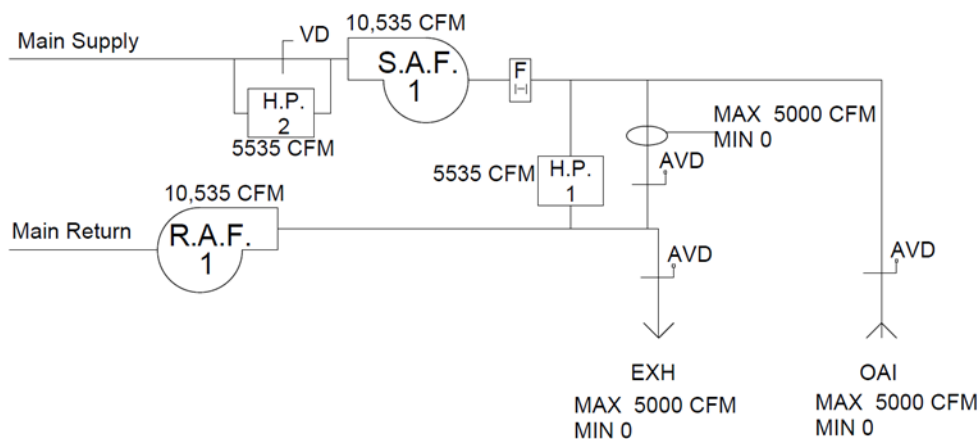 10,535 CFM
VD
Main Supply
S.A.F.
1
F
H.P.
2
5535 CFM
MAX 5000 CFM
MIN 0
AVD
5535 CFM
H.P.
1
10,535 CFM
Main Return
R.A.F.
1
AVD
AVD
EXH
MAX 5000 CFM
MIN 0
OAI
MAX 5000 CFM
MIN 0